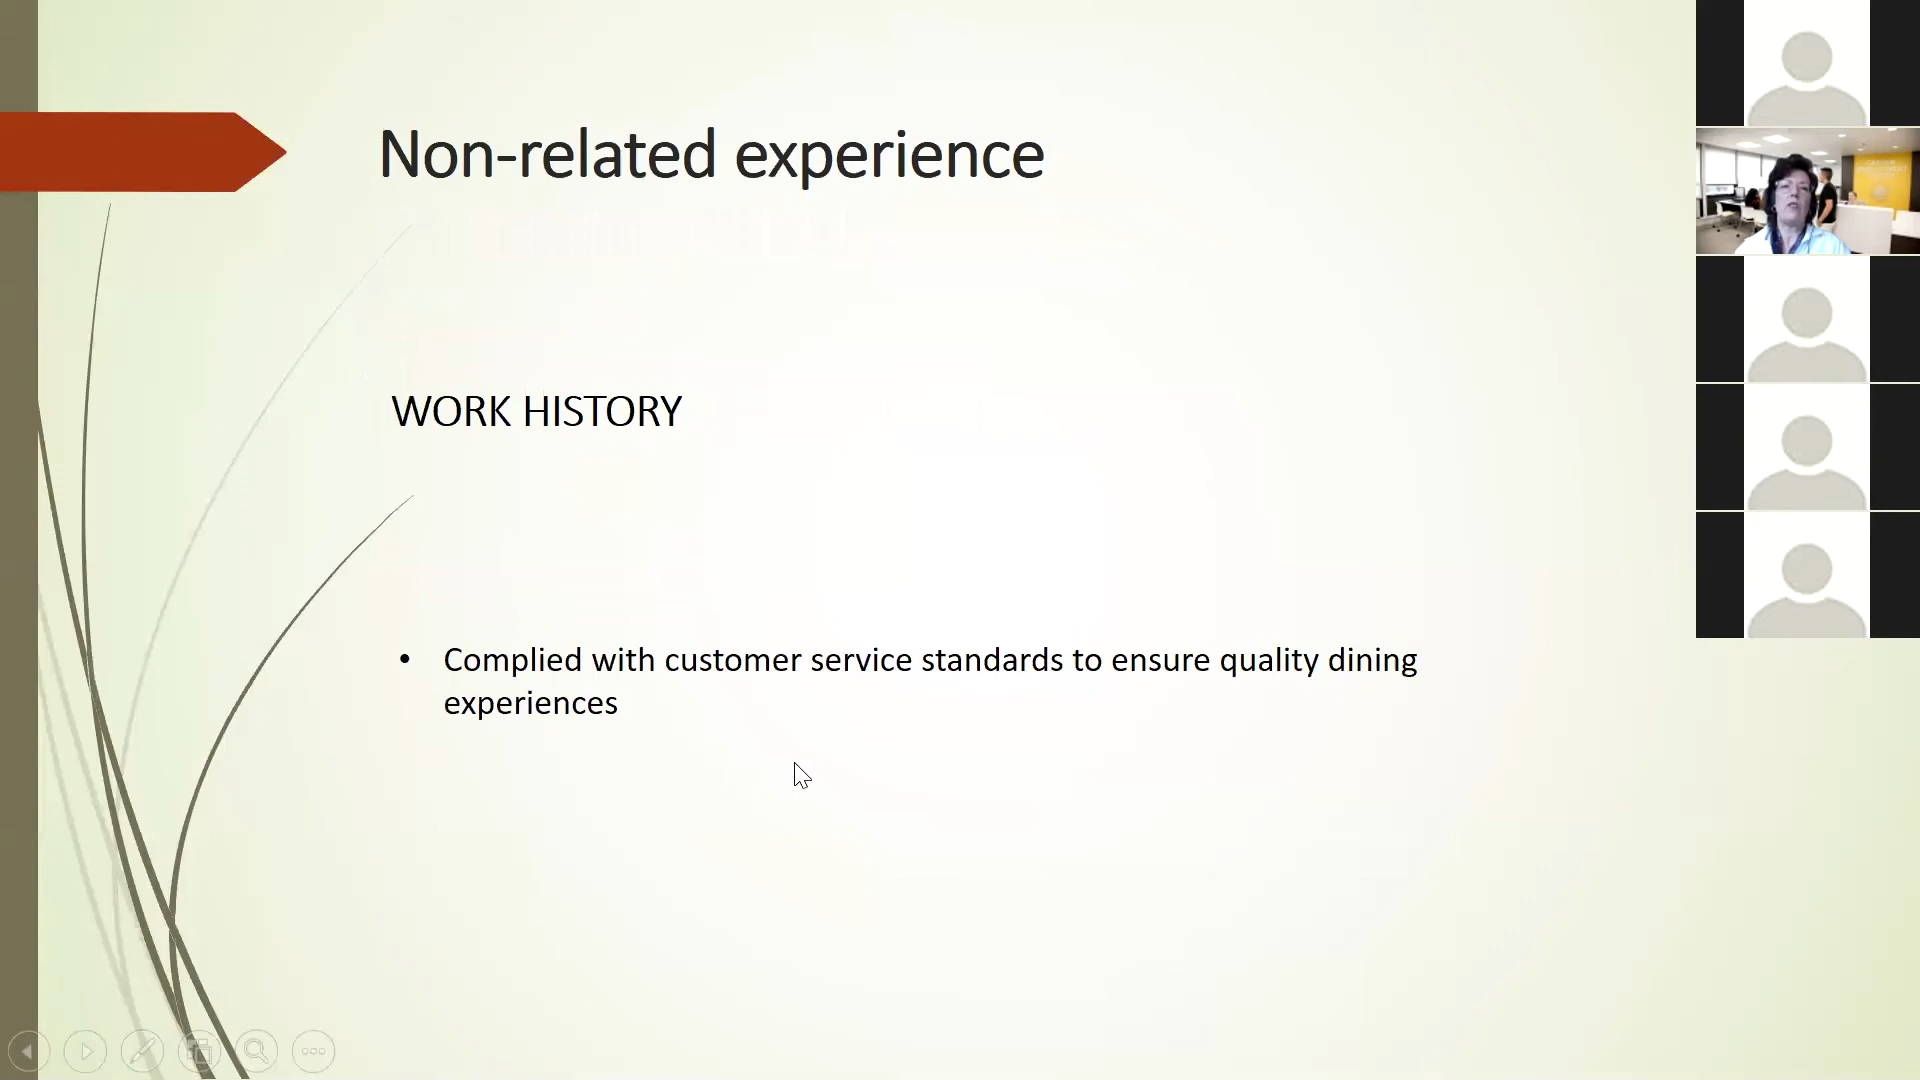 Non-related experience
WORK HISTORY
• Complied with customer service standards to ensure quality dining
experiences